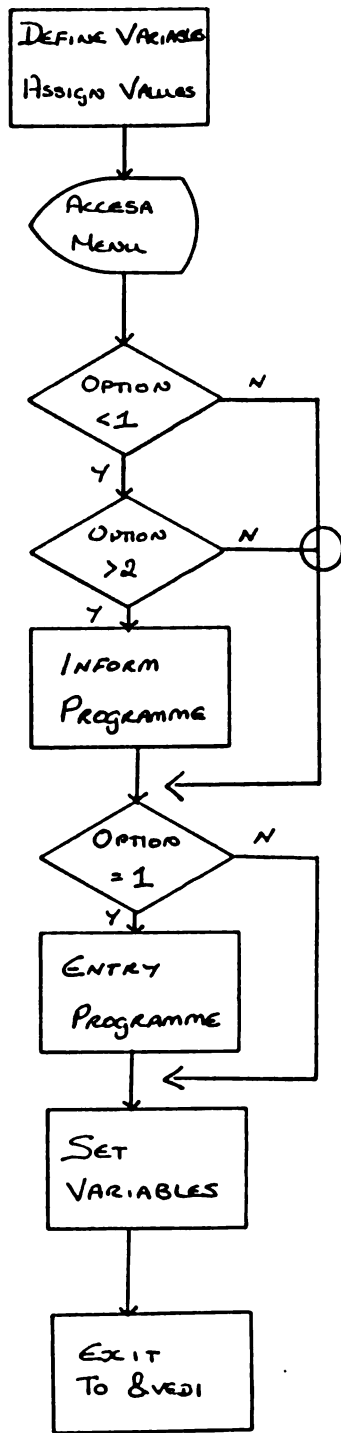 DEFINE VARIABLES
ASSIGN VALUES
ACCESA
MENU
OPTION
<1
N
Y
OPTION
>2
N
Y
INFORM
PROGRAMME
OPTION
=1
N
Y
ENTRY
PROGRAMME
SET
VARIABLES
EXIT
TO &VEDI